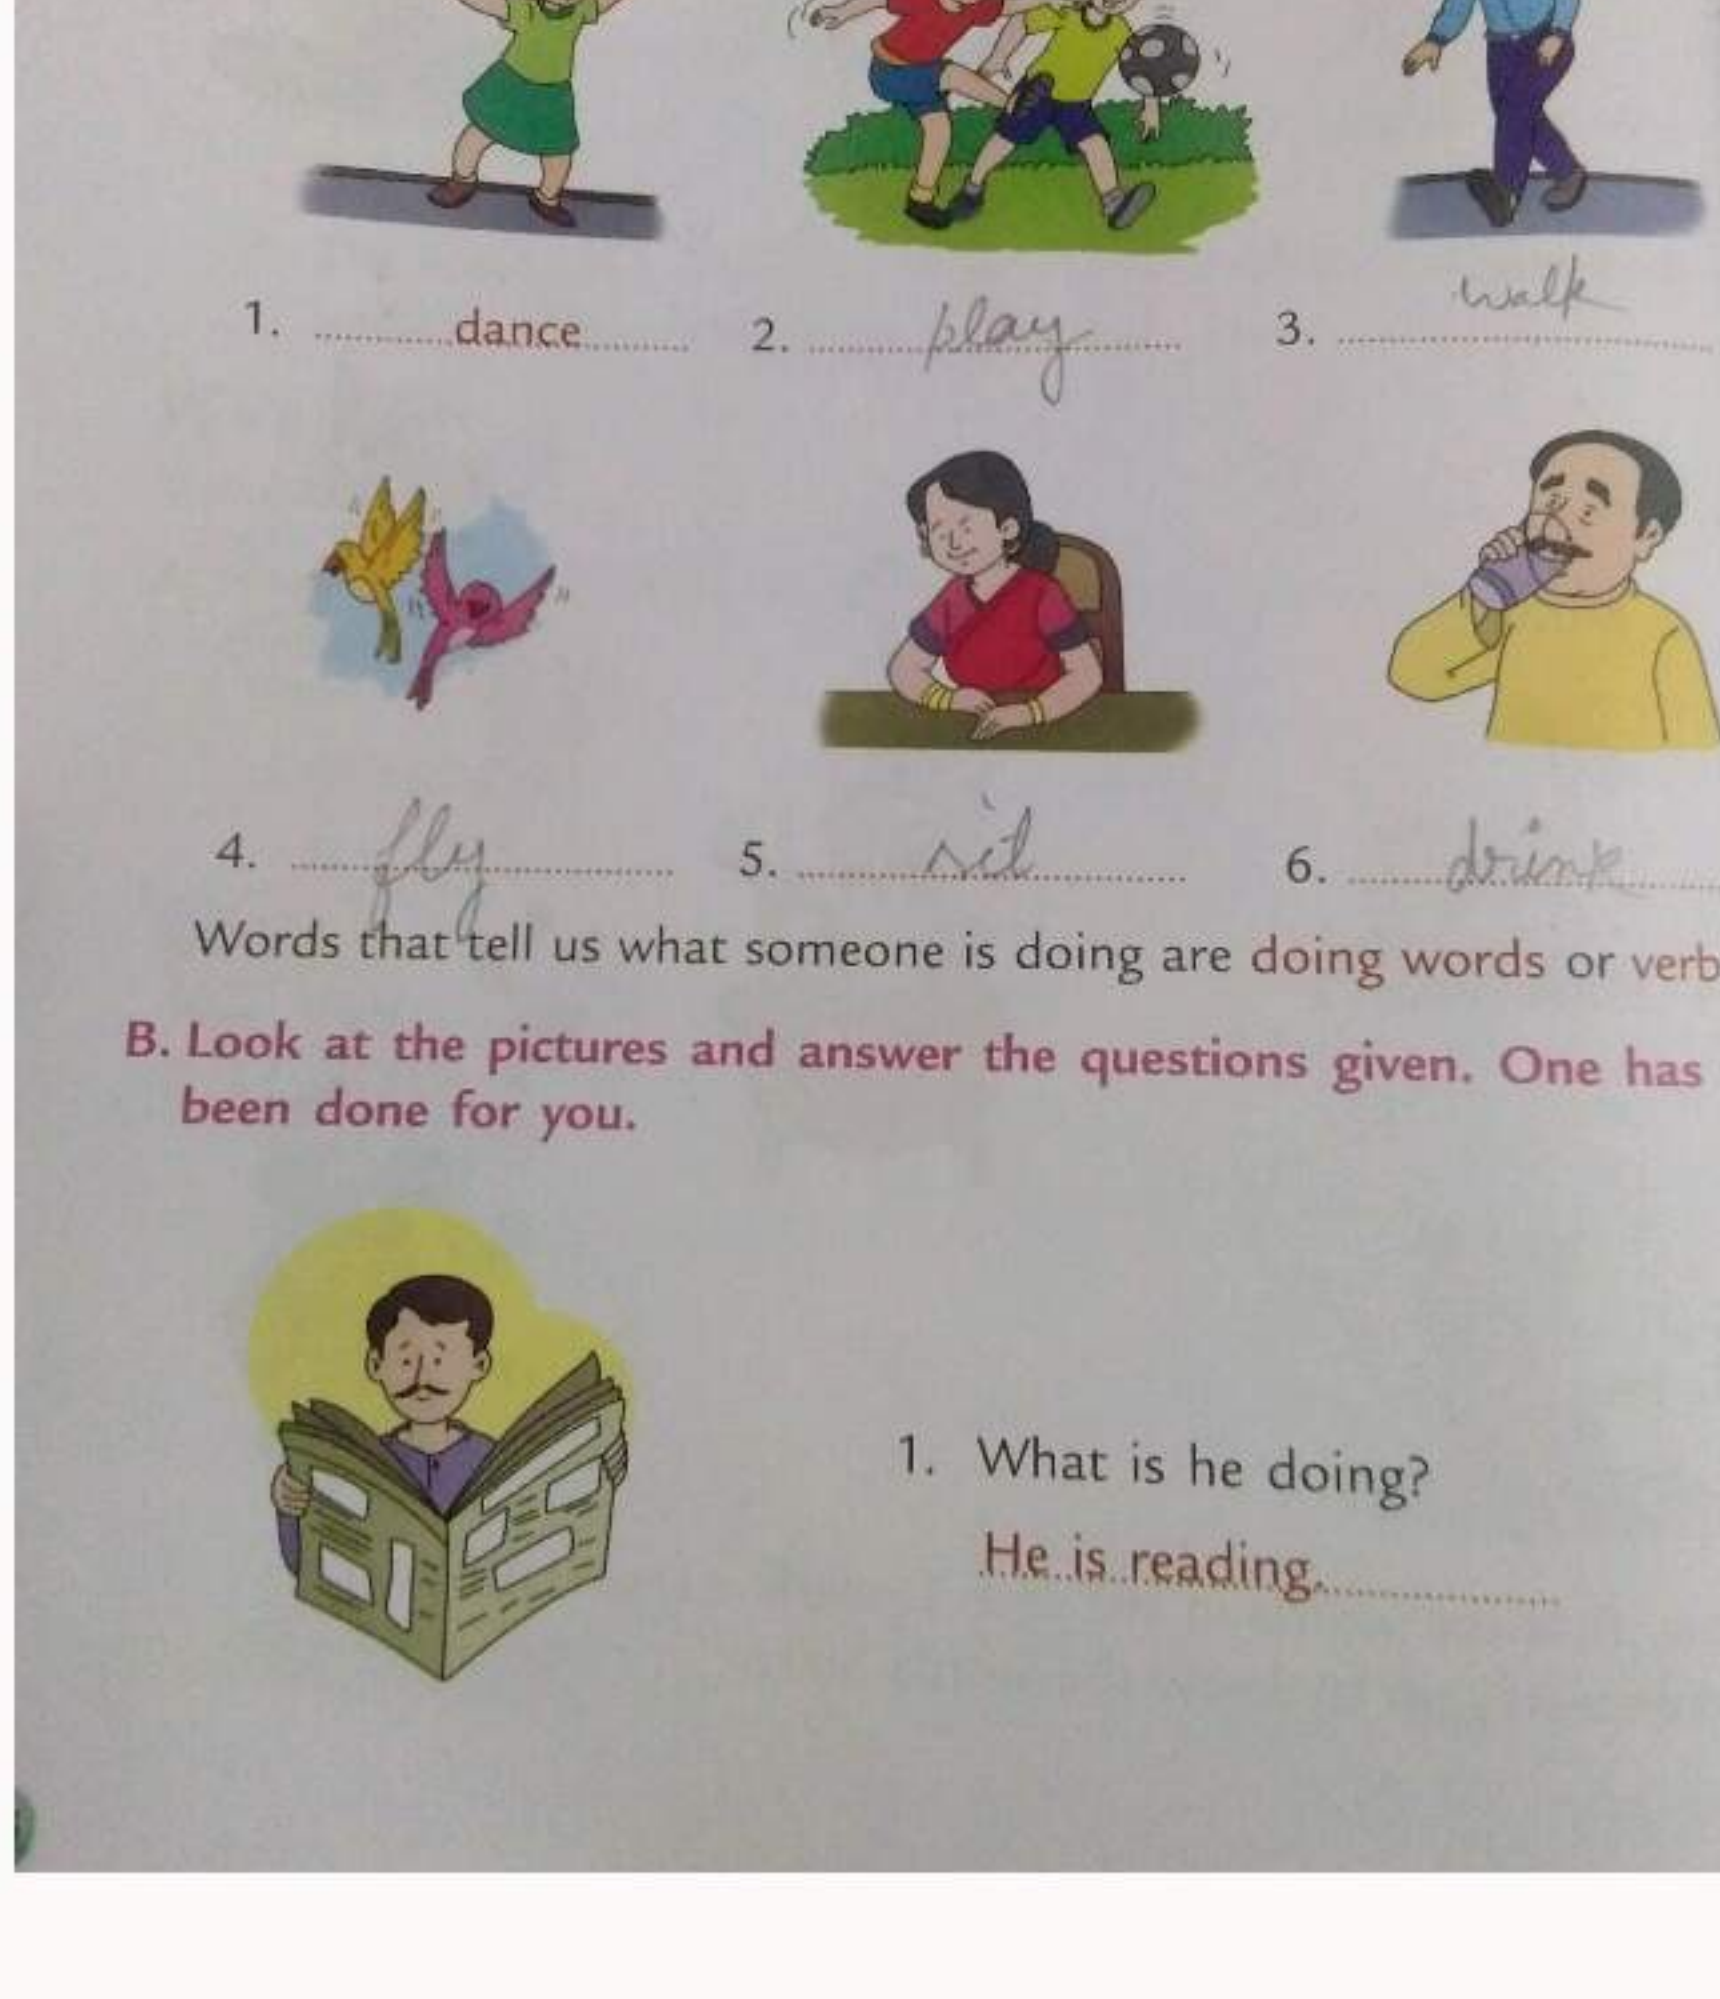 1. dance 2. play 3. walk
4. fly 5. sit 6. drink
Words that tell us what someone is doing are doing words or verb
B. Look at the pictures and answer the questions given. One has
been done for you.
1. What is he doing?
He is reading.